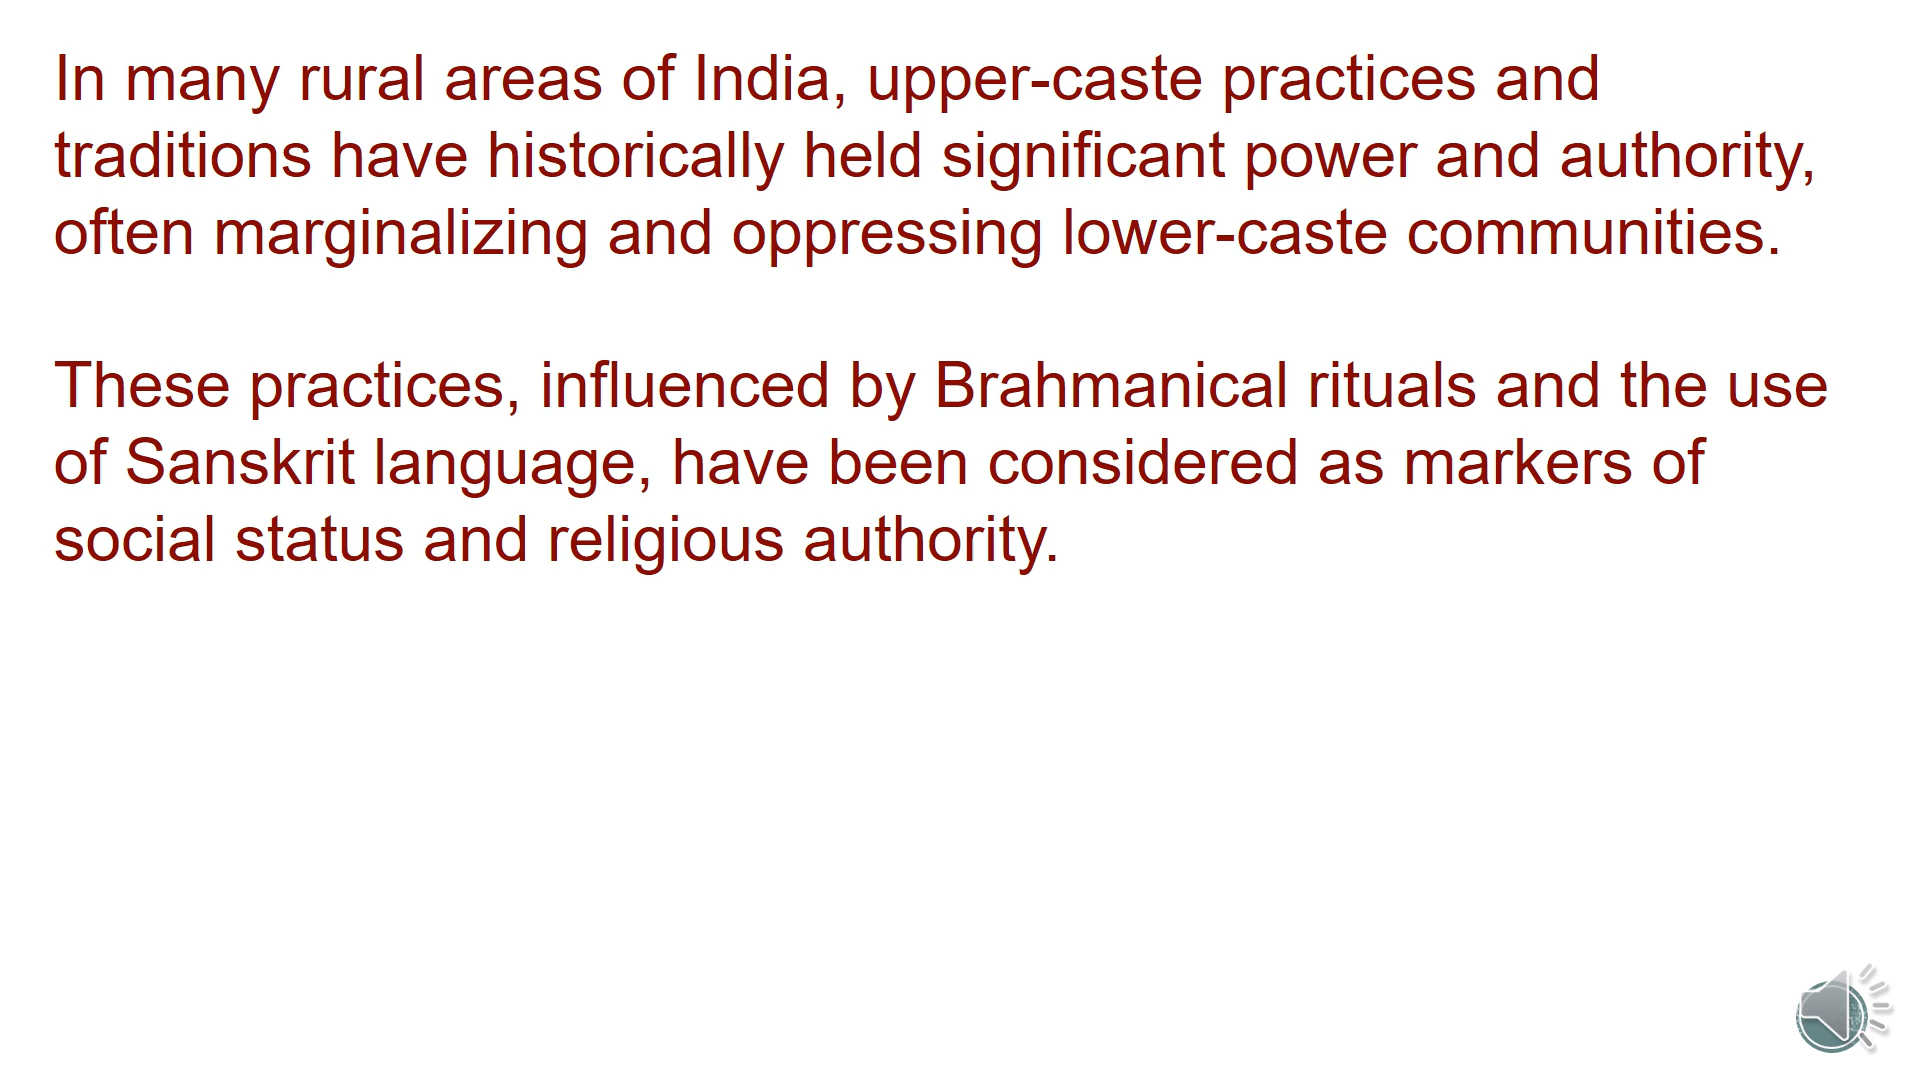 In many rural areas of India, upper-caste practices and
traditions have historically held significant power and authority,
often marginalizing and oppressing lower-caste communities.
These practices, influenced by Brahmanical rituals and the use
of Sanskrit language, have been considered as markers of
social status and religious authority.